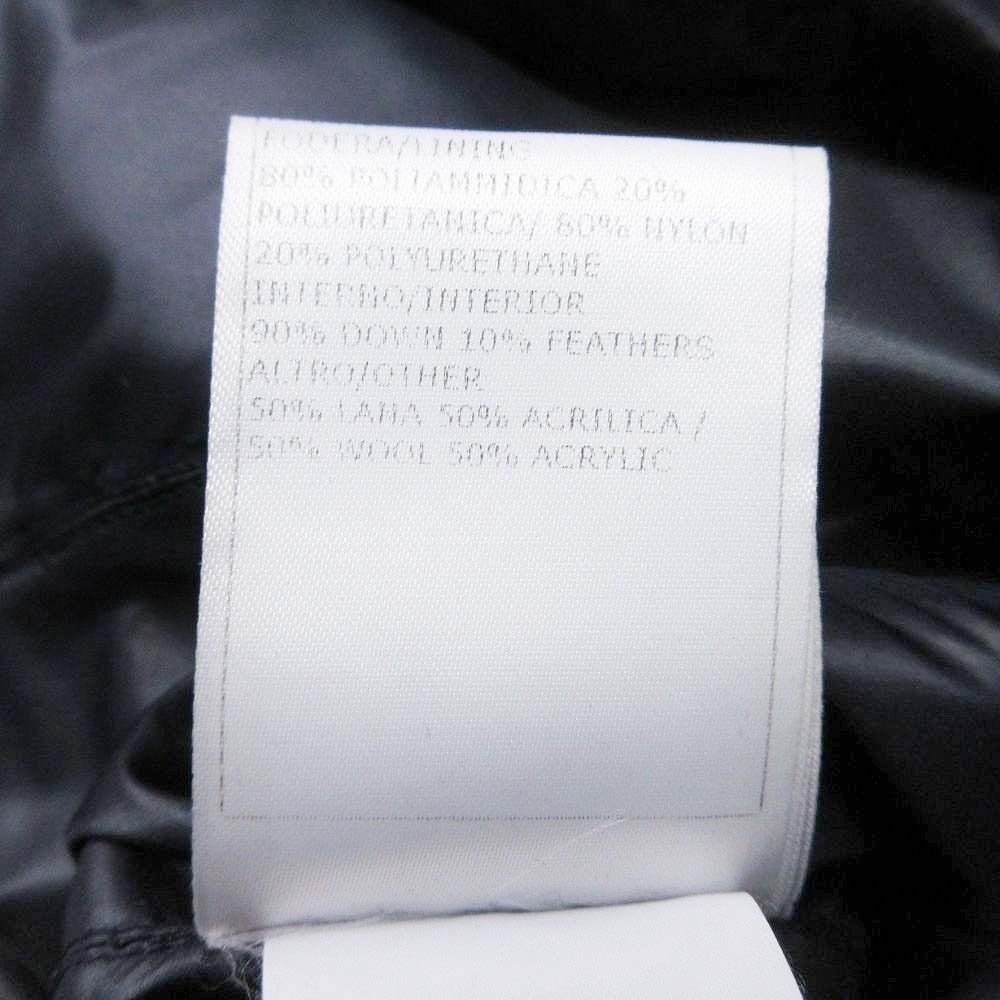 FODERA/LINING
80% POLIAMMIDICA 20%
POLIURETANICA/ 80% NYLON
20% POLYURETHANE
INTERNO/INTERIOR
90% DOWN 10% FEATHERS
ALTRO/OTHER
50% LANA 50% ACRILICA /
50% WOOL 50% ACRYLIC